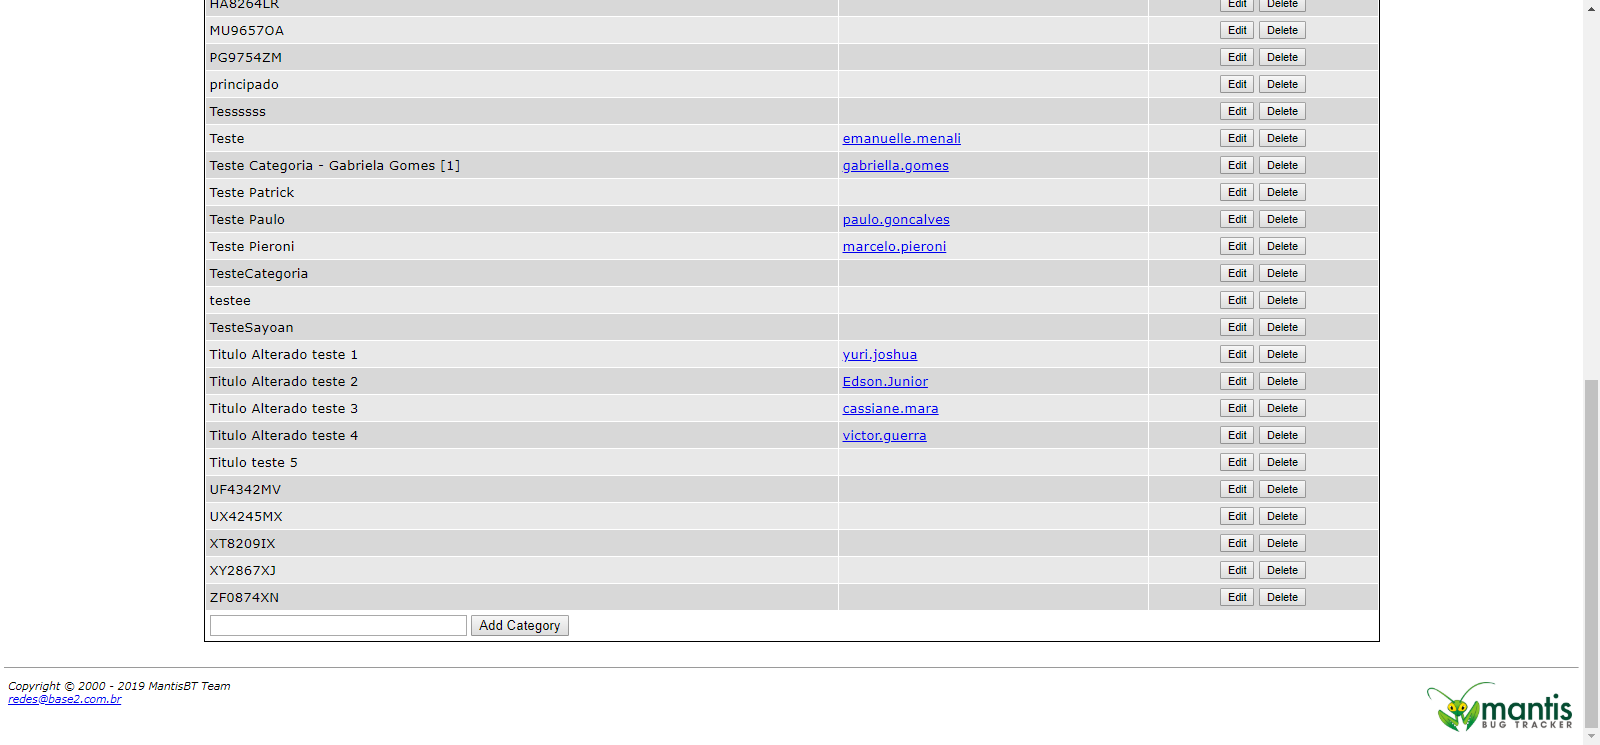 HA8264LR Edit Delete
MU9657OA Edit Delete
PG9754ZM Edit Delete
principado Edit Delete
Tessssss Edit Delete
Teste emanuelle.menali Edit Delete
Teste Categoria - Gabriela Gomes [1] gabriella.gomes Edit Delete
Teste Patrick Edit Delete
Teste Paulo paulo.goncalves Edit Delete
Teste Pieroni marcelo.pieroni Edit Delete
TesteCategoria Edit Delete
testee Edit Delete
TesteSayoan Edit Delete
Titulo Alterado teste 1 yuri.joshua Edit Delete
Titulo Alterado teste 2 Edson.Junior Edit Delete
Titulo Alterado teste 3 cassiane.mara Edit Delete
Titulo Alterado teste 4 victor.guerra Edit Delete
Titulo teste 5 Edit Delete
UF4342MV Edit Delete
UX4245MX Edit Delete
XT8209IX Edit Delete
XY2867XJ Edit Delete
ZF0874XN Edit Delete
Add Category
Copyright © 2000 - 2019 MantisBT Team
redes@base2.com.br
mantis
BUG TRACKER